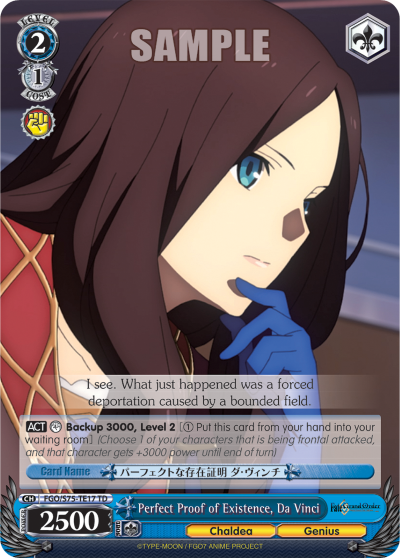 LEVEL
2
SAMPLE
1
COST
I see. What just happened was a forced
deportation caused by a bounded field.
ACT Backup 3000, Level 2 [① Put this card from your hand into your
waiting room] (Choose 1 of your characters that is being frontal attacked,
and that character gets +3000 power until end of turn)
Card Name パーフェクトな存在証明 ダ・ヴィンチ
CH FGO/S75-TE17 TD
2500
Perfect Proof of Existence, Da Vinci
Chaldea Genius
©TYPE-MOON / FGO7 ANIME PROJECT